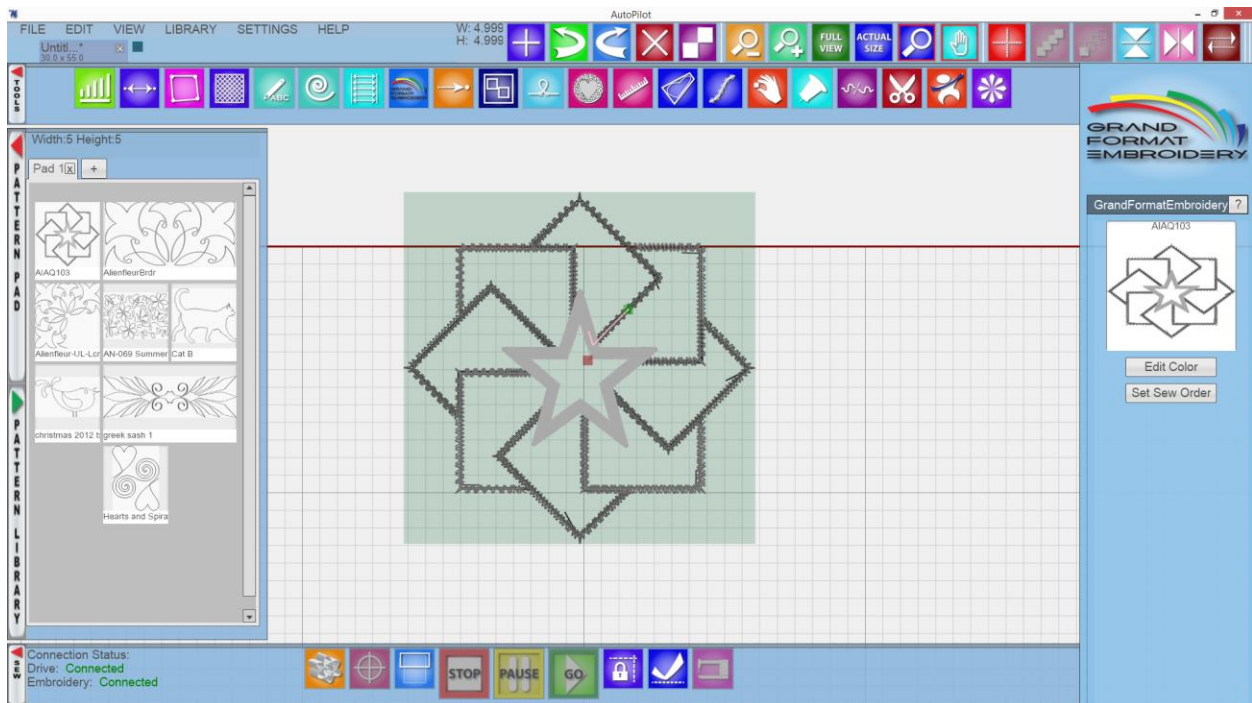 AutoPilot
FILE EDIT VIEW LIBRARY SETTINGS HELP
W: 4.999
H: 4.999
FULL VIEW
ACTUAL SIZE
Untitl...*
30.0 x 55.0
TOOLS
ABC
GRAND
FORMAT
EMBROIDERY
Width:5 Height:5
Pad 1 x +
PATTERN PAD
AIAQ103 AlienfleurBrdr
Alienfleur-UL-Lcr AN-069 Summer Cat B
christmas 2012 b greek sash 1
Hearts and Spira
PATTERN LIBRARY
GrandFormatEmbroidery ?
AIAQ103
Edit Color
Set Sew Order
SEW
Connection Status:
Drive: Connected
Embroidery: Connected
STOP PAUSE GO